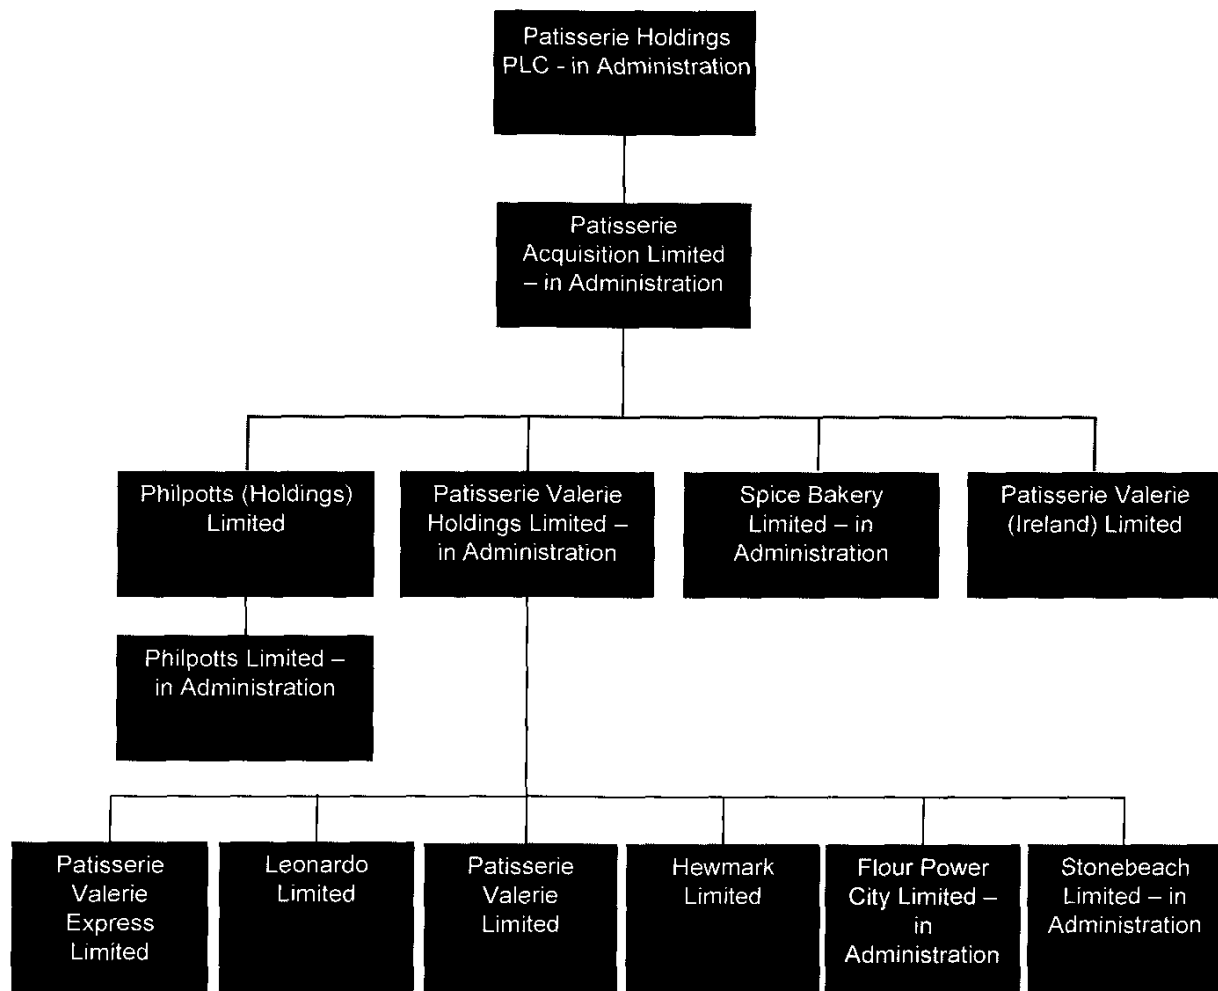 Patisserie Holdings
PLC - in Administration
Patisserie
Acquisition Limited
– in Administration
Philpotts (Holdings)
Limited
Patisserie Valerie
Holdings Limited –
in Administration
Spice Bakery
Limited – in
Administration
Patisserie Valerie
(Ireland) Limited
Philpotts Limited –
in Administration
Patisserie
Valerie
Express
Limited
Leonardo
Limited
Patisserie
Valerie
Limited
Hewmark
Limited
Flour Power
City Limited –
in
Administration
Stonebeach
Limited – in
Administration